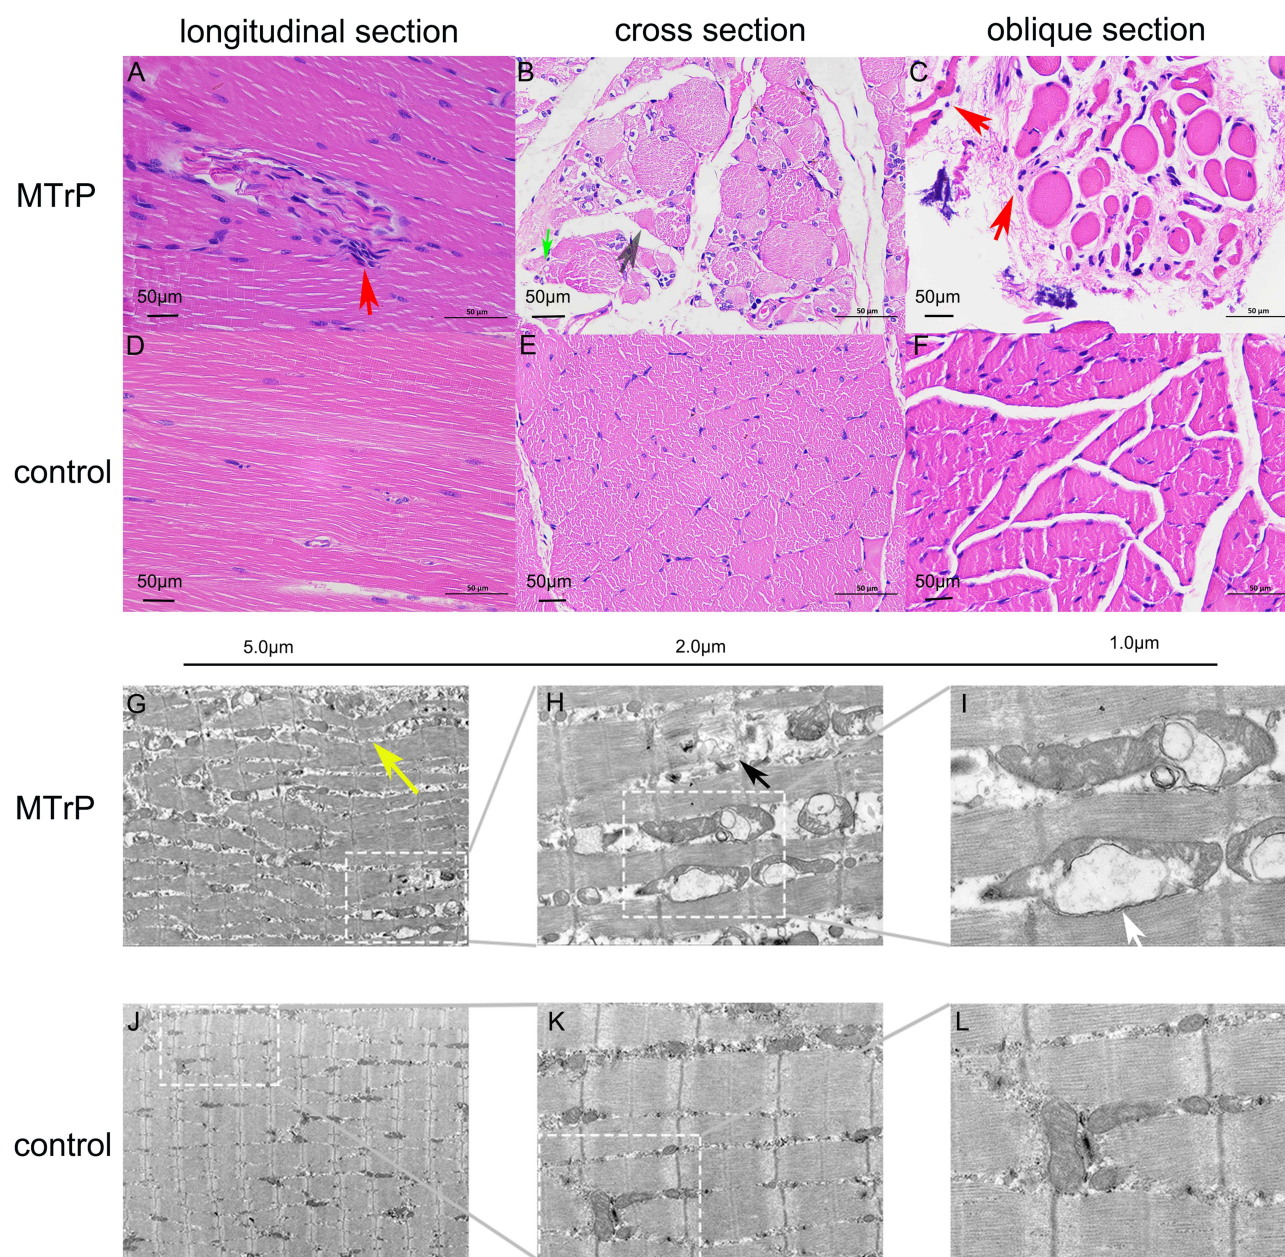 longitudinal section cross section oblique section
MTrP
A B C
50µm 50 µm 50µm 50 µm 50µm 50 µm
control
D E F
50µm 50 µm 50µm 50 µm 50µm 50 µm
5.0µm 2.0µm 1.0µm
MTrP
G H I
control
J K L